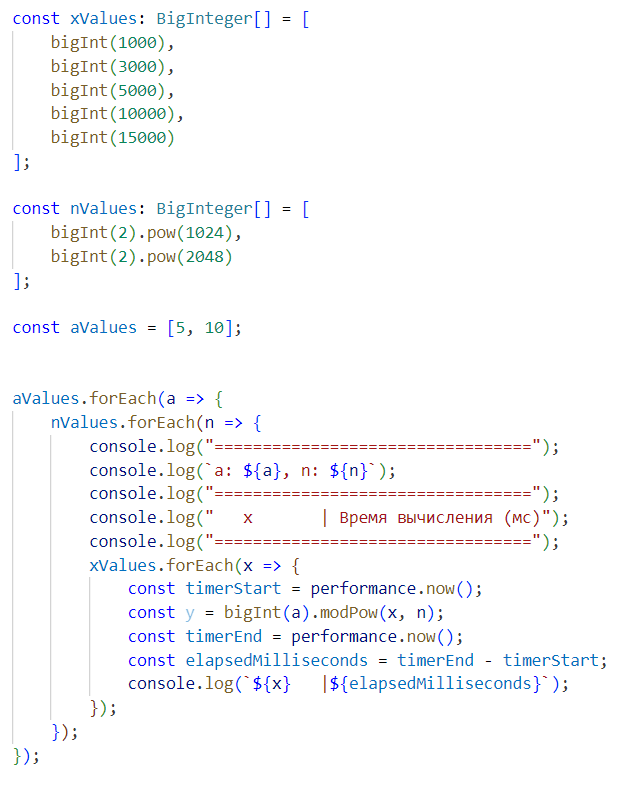 const xValues: BigInteger[] = [
    bigInt(1000),
    bigInt(3000),
    bigInt(5000),
    bigInt(10000),
    bigInt(15000)
];

const nValues: BigInteger[] = [
    bigInt(2).pow(1024),
    bigInt(2).pow(2048)
];

const aValues = [5, 10];


aValues.forEach(a => {
    nValues.forEach(n => {
        console.log("=================================");
        console.log(`a: ${a}, n: ${n}`);
        console.log("=================================");
        console.log("   x       | Время вычисления (мс)");
        console.log("=================================");
        xValues.forEach(x => {
            const timerStart = performance.now();
            const y = bigInt(a).modPow(x, n);
            const timerEnd = performance.now();
            const elapsedMilliseconds = timerEnd - timerStart;
            console.log(`${x}   |${elapsedMilliseconds}`);
        });
    });
});